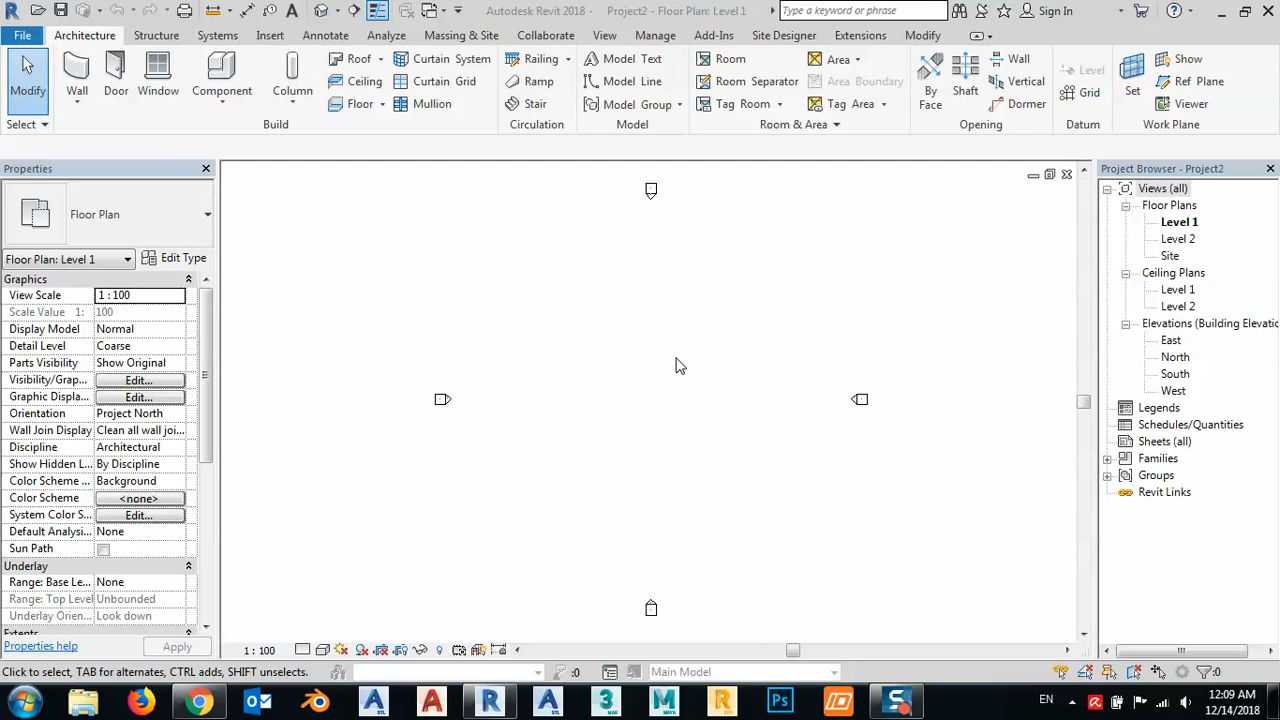 Autodesk Revit 2018 - Project2 - Floor Plan: Level 1
Type a keyword or phrase
Sign In
File Architecture Structure Systems Insert Annotate Analyze Massing & Site Collaborate View Manage Add-Ins Site Designer Extensions Modify
Modify Wall Door Window Component Column
Roof Curtain System Railing Model Text Room Area Wall Level Show
Ceiling Curtain Grid Ramp Model Line Room Separator Area Boundary By Face Shaft Vertical Grid Set Ref Plane
Floor Mullion Stair Model Group Tag Room Tag Area Dormer Viewer
Select Build Circulation Model Room & Area Opening Datum Work Plane
Properties
Floor Plan
Floor Plan: Level 1 Edit Type
Graphics
View Scale 1 : 100
Scale Value 1: 100
Display Model Normal
Detail Level Coarse
Parts Visibility Show Original
Visibility/Grap... Edit...
Graphic Displa... Edit...
Orientation Project North
Wall Join Display Clean all wall joi...
Discipline Architectural
Show Hidden L... By Discipline
Color Scheme ... Background
Color Scheme <none>
System Color S... Edit...
Default Analysi... None
Sun Path
Underlay
Range: Base Le... None
Range: Top Level Unbounded
Underlay Orien... Look down
Extents
Properties help Apply
1 : 100
Project Browser - Project2
Views (all)
Floor Plans
Level 1
Level 2
Site
Ceiling Plans
Level 1
Level 2
Elevations (Building Elevatio
East
North
South
West
Legends
Schedules/Quantities
Sheets (all)
Families
Groups
Revit Links
Click to select, TAB for alternates, CTRL adds, SHIFT unselects. :0 Main Model :0
EN 12:09 AM
12/14/2018